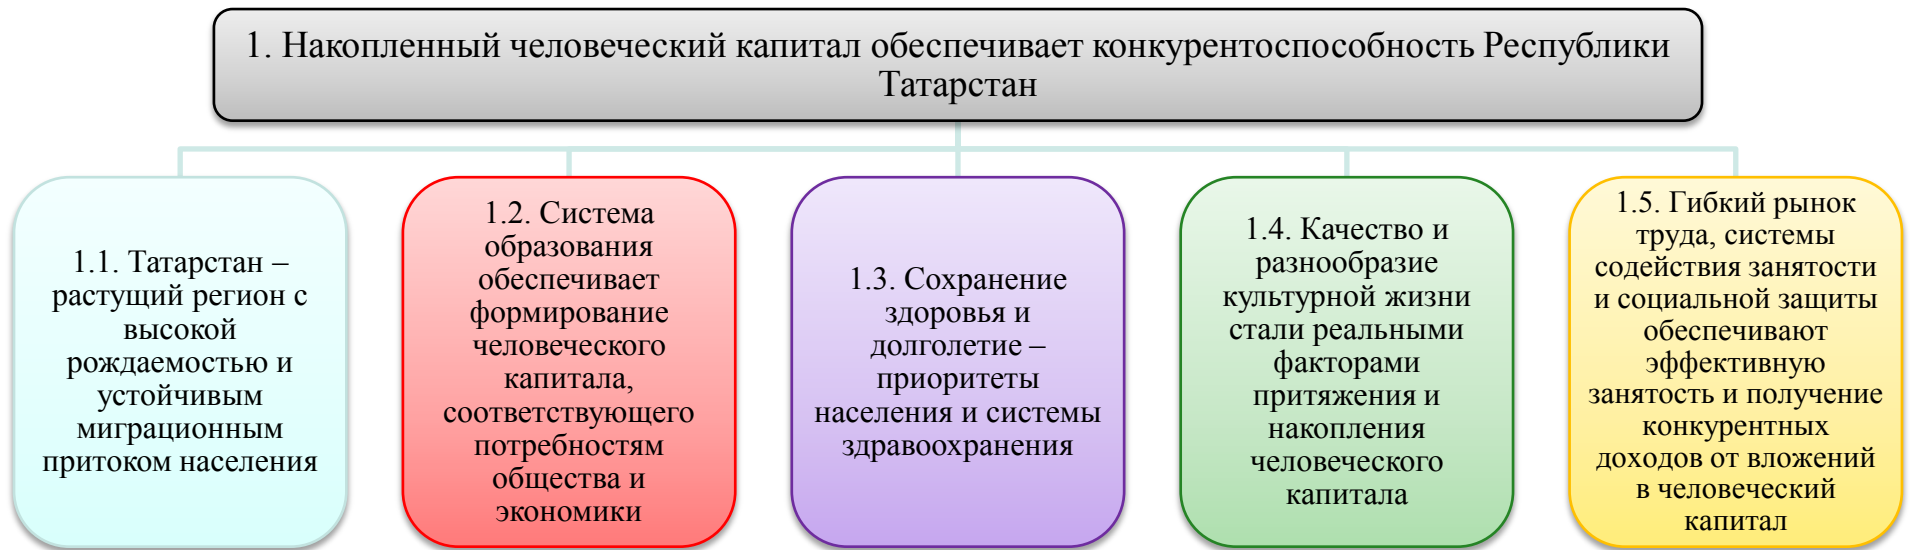 1. Накопленный человеческий капитал обеспечивает конкурентоспособность Республики
Татарстан
1.1. Татарстан –
растущий регион с
высокой
рождаемостью и
устойчивым
миграционным
притоком населения
1.2. Система
образования
обеспечивает
формирование
человеческого
капитала,
соответствующего
потребностям
общества и
экономики
1.3. Сохранение
здоровья и
долголетие –
приоритеты
населения и системы
здравоохранения
1.4. Качество и
разнообразие
культурной жизни
стали реальными
факторами
притяжения и
накопления
человеческого
капитала
1.5. Гибкий рынок
труда, системы
содействия занятости
и социальной защиты
обеспечивают
эффективную
занятость и получение
конкурентных
доходов от вложений
в человеческий
капитал